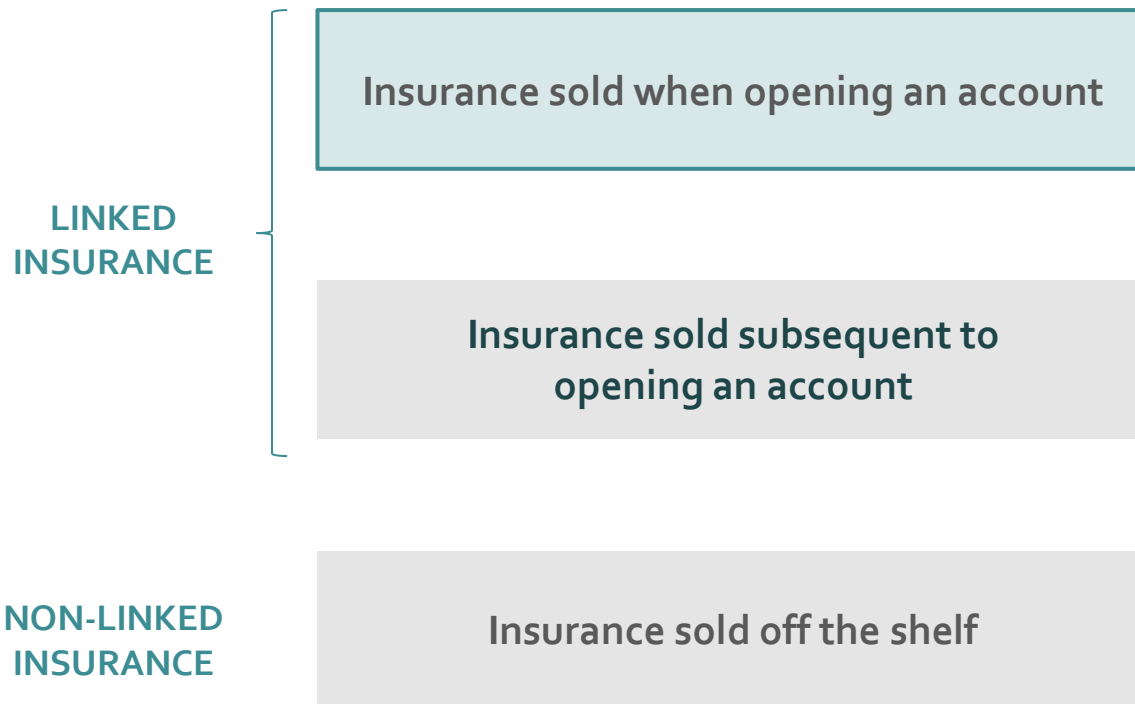 Insurance sold when opening an account
LINKED
INSURANCE
Insurance sold subsequent to
opening an account
NON-LINKED
INSURANCE
Insurance sold off the shelf